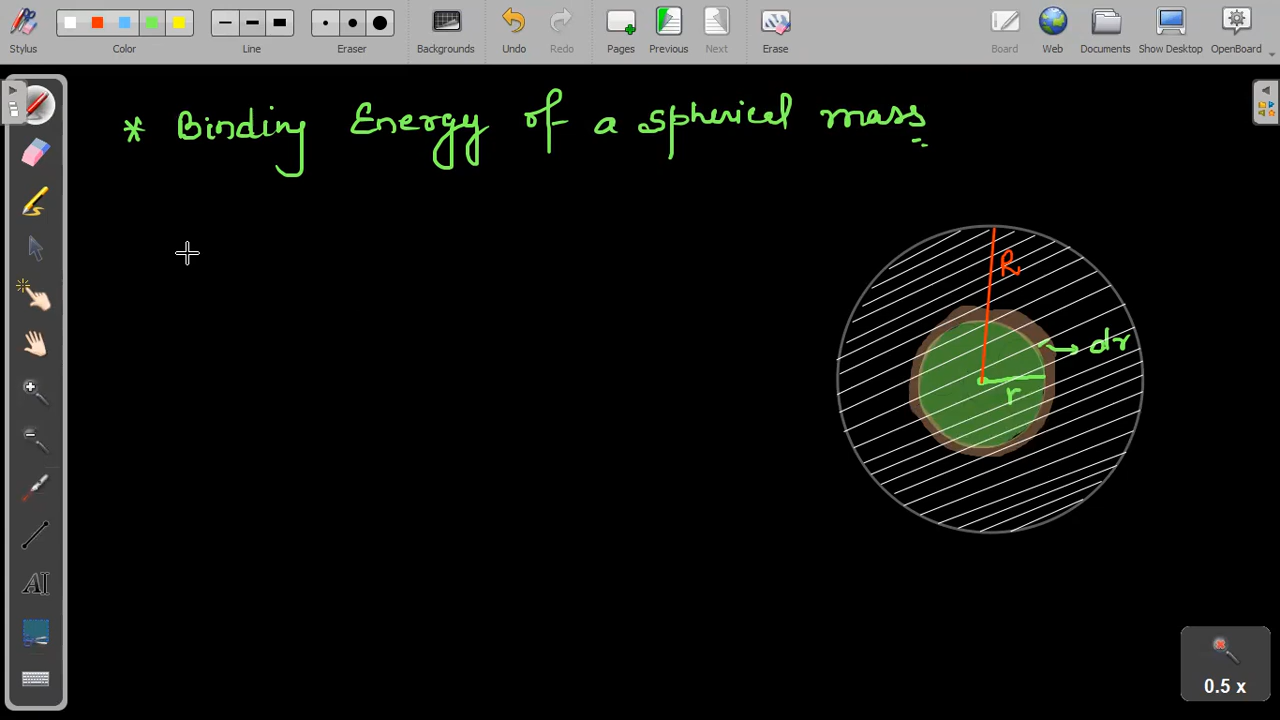 Stylus Color Line Eraser Backgrounds Undo Redo Pages Previous Next Erase Board Web Documents Show Desktop OpenBoard
* Binding Energy of a spherical mass
R
dr
r
AI
0.5 x